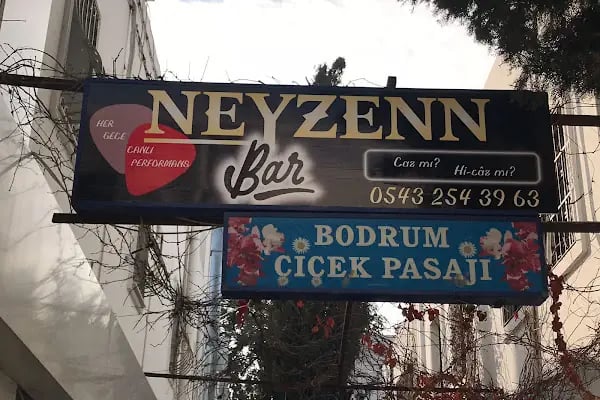 NEYZENN
Bar
HER
GECE
CANLI
PERFORMANS
Caz mı?
Hi-câz mı?
0543 254 39 63
BODRUM
ÇİÇEK PASAJI